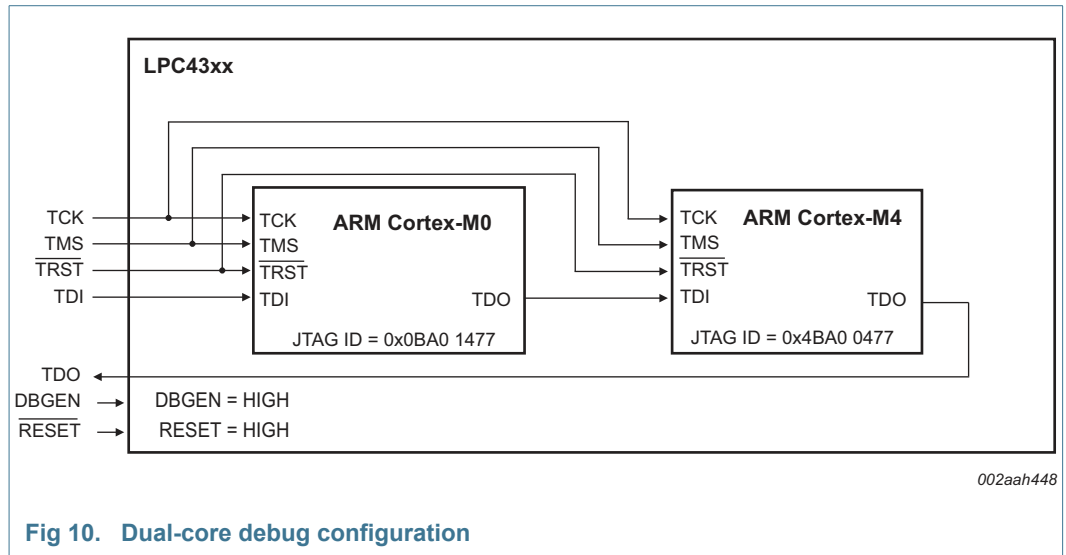 LPC43xx
TCK
TMS
TRST
TDI
TCK
TMS
TRST
TDI
ARM Cortex-M0
TDO
JTAG ID = 0x0BA0 1477
TCK
TMS
TRST
TDI
ARM Cortex-M4
TDO
JTAG ID = 0x4BA0 0477
TDO
DBGEN
RESET
DBGEN = HIGH
RESET = HIGH
002aah448
Fig 10. Dual-core debug configuration